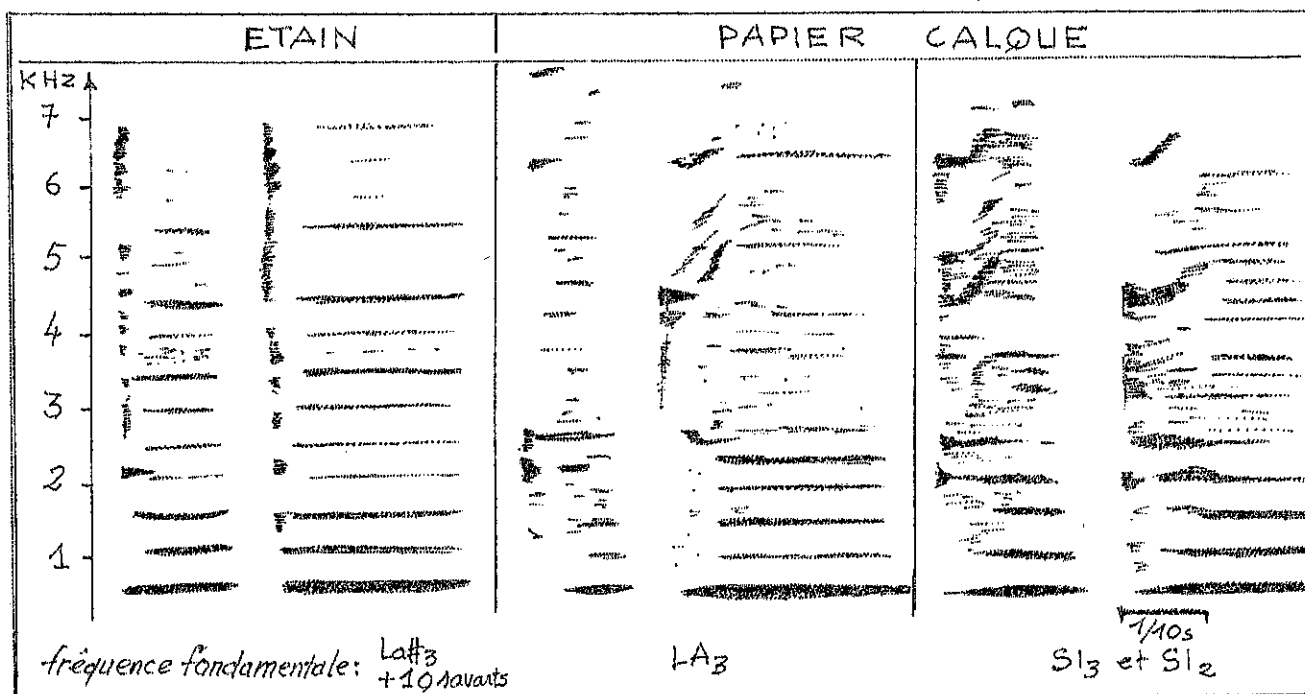 ETAIN PAPIER CALQUE
KHz
7
6
5
4
3
2
1
1/10s
fréquence fondamentale: La#3 LA3 SI3 et SI2
+10 savarts